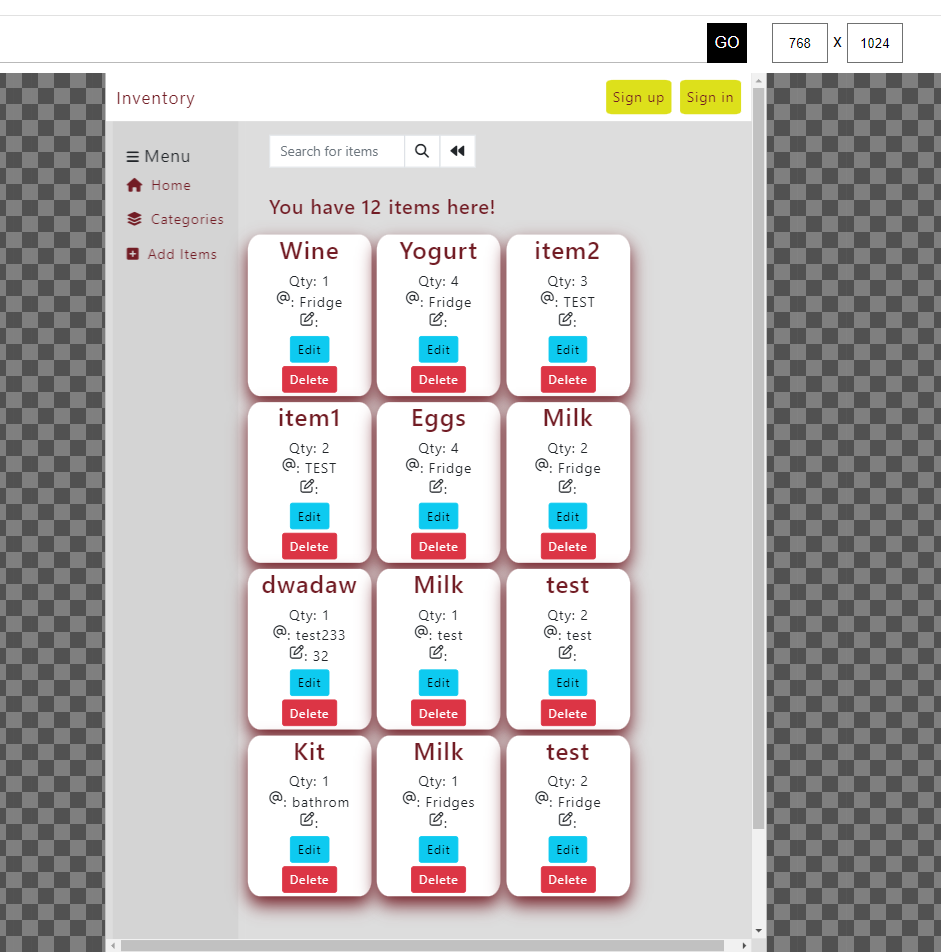 GO 768 X 1024
Inventory Sign up Sign in
Menu
Home
Categories
Add Items
Search for items
You have 12 items here!
Wine Yogurt item2
Qty: 1 Qty: 4 Qty: 3
@: Fridge @: Fridge @: TEST
: : :
Edit Edit Edit
Delete Delete Delete
item1 Eggs Milk
Qty: 2 Qty: 4 Qty: 2
@: TEST @: Fridge @: Fridge
: : :
Edit Edit Edit
Delete Delete Delete
dwadaw Milk test
Qty: 1 Qty: 1 Qty: 2
@: test233 @: test @: test
: 32 : :
Edit Edit Edit
Delete Delete Delete
Kit Milk test
Qty: 1 Qty: 1 Qty: 2
@: bathrom @: Fridges @: Fridge
: : :
Edit Edit Edit
Delete Delete Delete